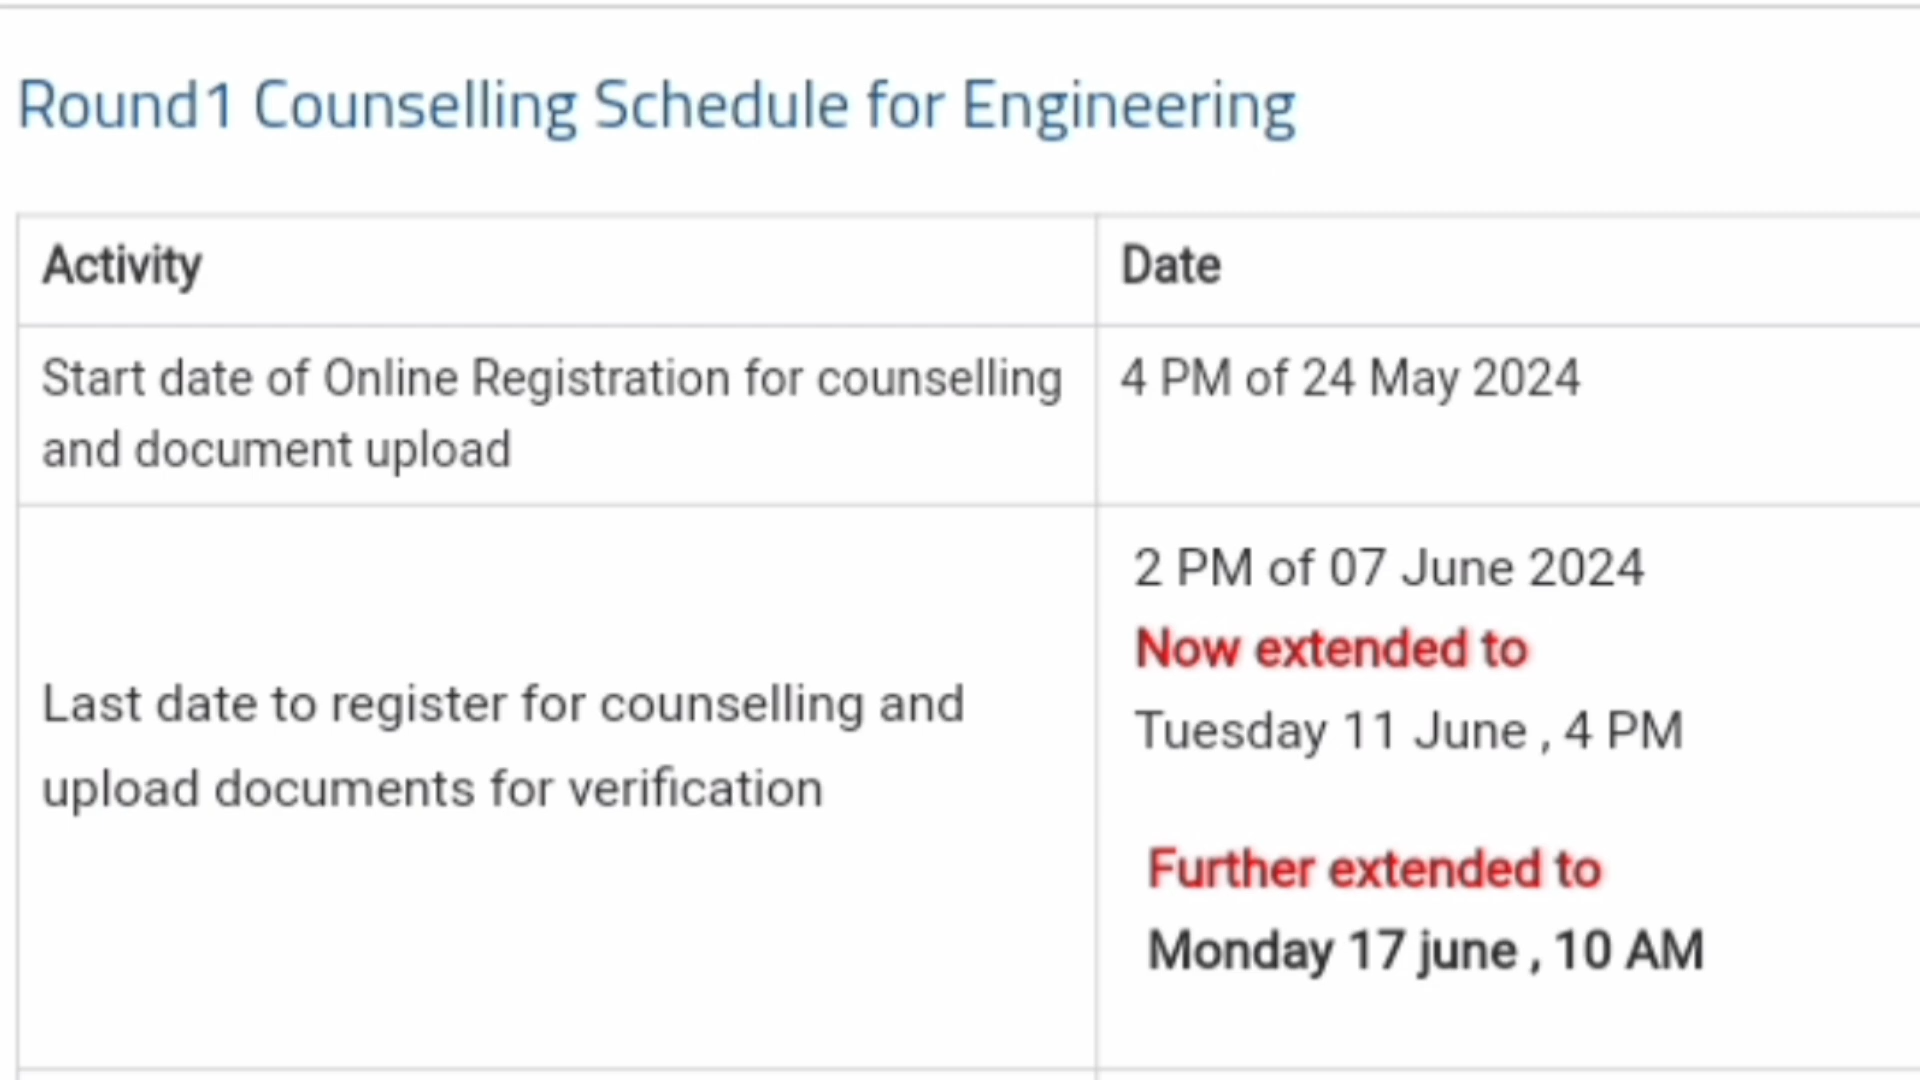 Round1 Counselling Schedule for Engineering
Activity
Date
Start date of Online Registration for counselling
and document upload
4 PM of 24 May 2024
Last date to register for counselling and
upload documents for verification
2 PM of 07 June 2024
Now extended to
Tuesday 11 June , 4 PM
Further extended to
Monday 17 june , 10 AM